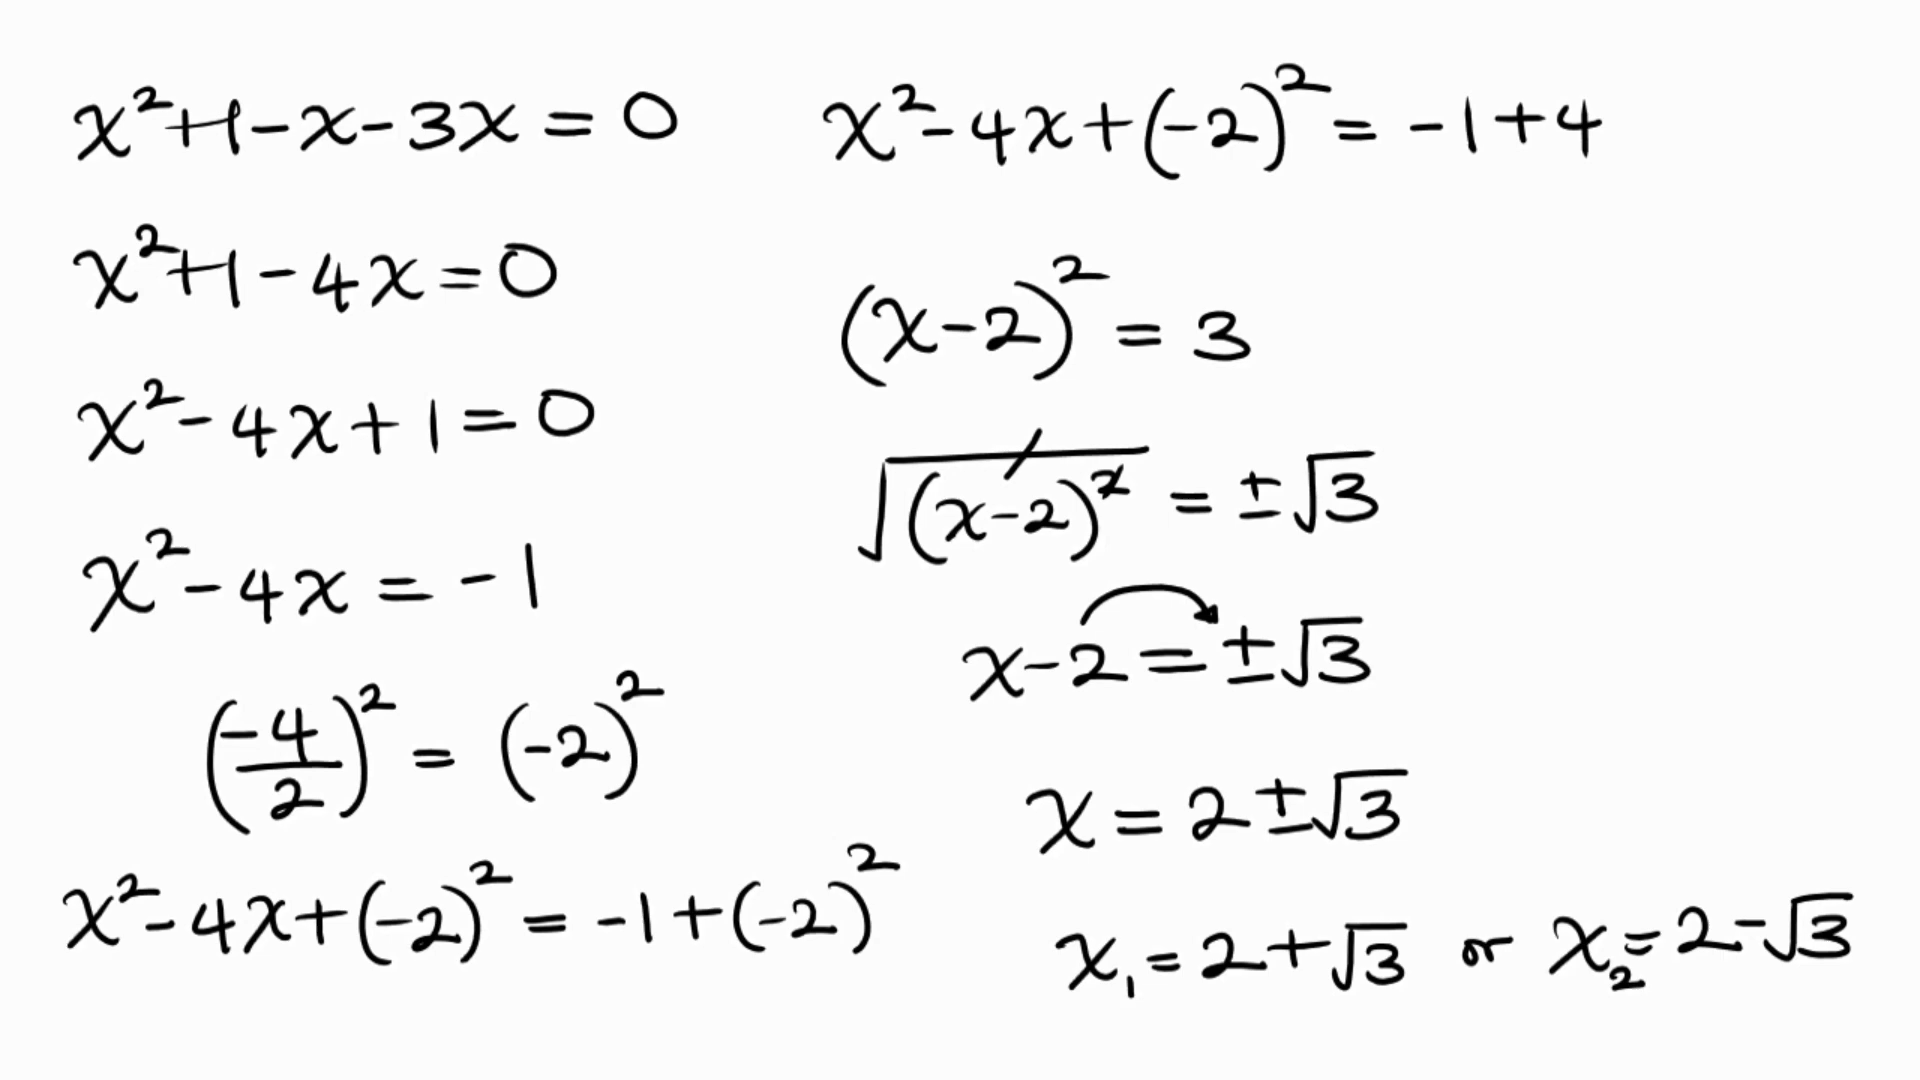 x²+1-x-3x=0
x²+1-4x=0
x²-4x+1=0
x²-4x=-1
(-4/2)²=(-2)²
x²-4x+(-2)²=-1+(-2)²
x²-4x+(-2)²=-1+4
(x-2)²=3
√(x-2)²=±√3
x-2=±√3
x=2±√3
x₁=2+√3 or x₂=2-√3